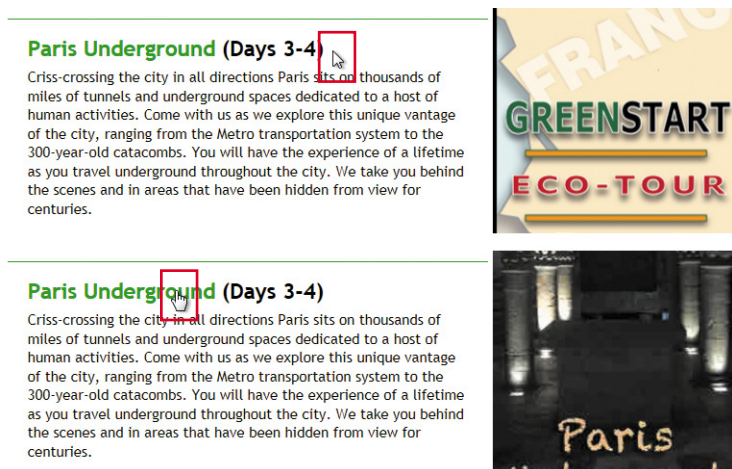 Paris Underground (Days 3-4)
Criss-crossing the city in all directions Paris sits on thousands of
miles of tunnels and underground spaces dedicated to a host of
human activities. Come with us as we explore this unique vantage
of the city, ranging from the Metro transportation system to the
300-year-old catacombs. You will have the experience of a lifetime
as you travel underground throughout the city. We take you behind
the scenes and in areas that have been hidden from view for
centuries.
FRANC
GREENSTART
ECO-TOUR
Paris Underground (Days 3-4)
Criss-crossing the city in all directions Paris sits on thousands of
miles of tunnels and underground spaces dedicated to a host of
human activities. Come with us as we explore this unique vantage
of the city, ranging from the Metro transportation system to the
300-year-old catacombs. You will have the experience of a lifetime
as you travel underground throughout the city. We take you behind
the scenes and in areas that have been hidden from view for
centuries.
Paris